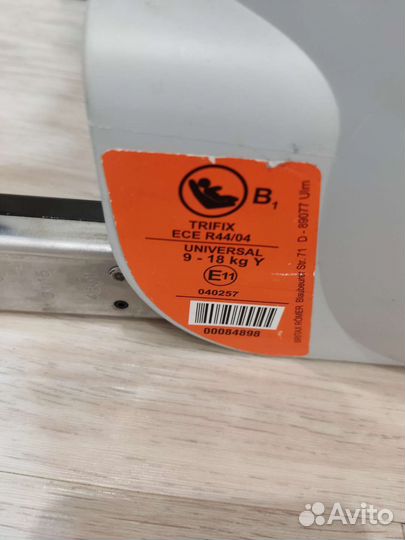 B1
TRIFIX
ECE R44/04
UNIVERSAL
9 - 18 kg Y
E11
040257
00084898
BRITAX RÖMER Blaubeurer Str. 71 D - 89077 Ulm
Avito